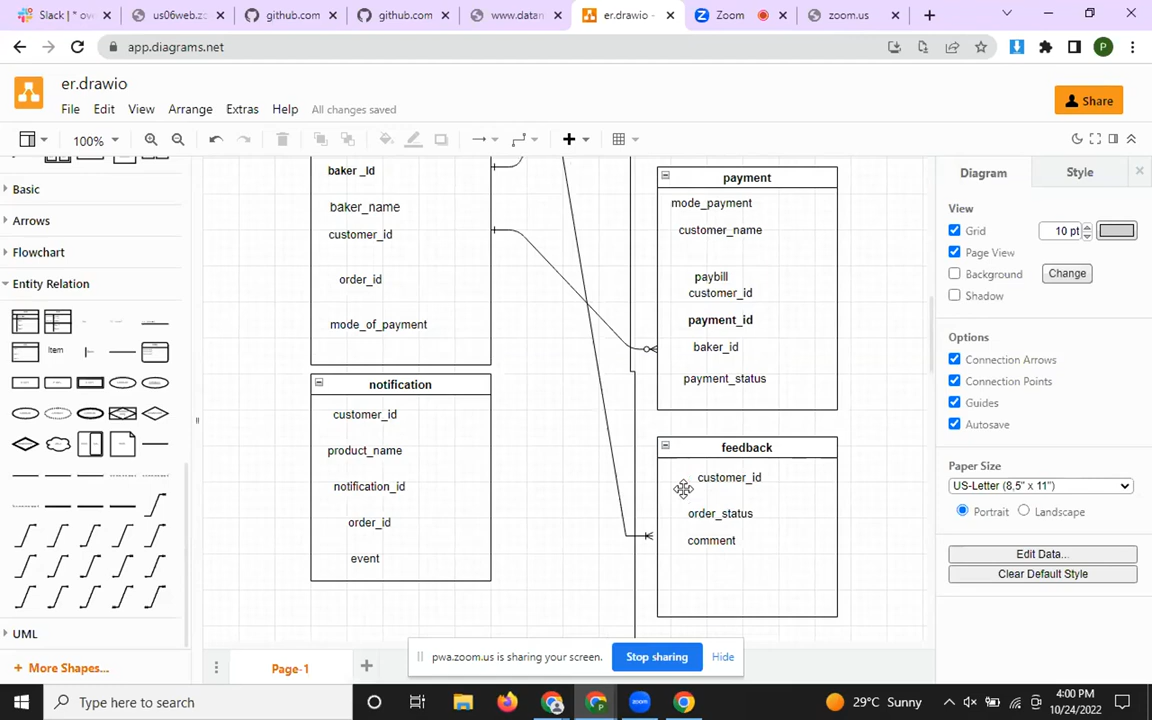 Slack | * ov
us06web.z
github.com
github.com
www.datan
er.drawio -
Zoom
zoom.us
app.diagrams.net
P
er.drawio
File
Edit
View
Arrange
Extras
Help
All changes saved
Share
100%
Basic
Arrows
Flowchart
Entity Relation
Item
UML
+ More Shapes...
baker _Id
baker_name
customer_id
order_id
mode_of_payment
notification
customer_id
product_name
notification_id
order_id
event
payment
mode_payment
customer_name
paybill
customer_id
payment_id
baker_id
payment_status
feedback
customer_id
order_status
comment
Diagram
Style
View
Grid
10 pt
Page View
Background
Change
Shadow
Options
Connection Arrows
Connection Points
Guides
Autosave
Paper Size
US-Letter (8,5" x 11")
Portrait
Landscape
Edit Data...
Clear Default Style
pwa.zoom.us is sharing your screen.
Stop sharing
Hide
Page-1
Type here to search
29°C Sunny
4:00 PM
10/24/2022